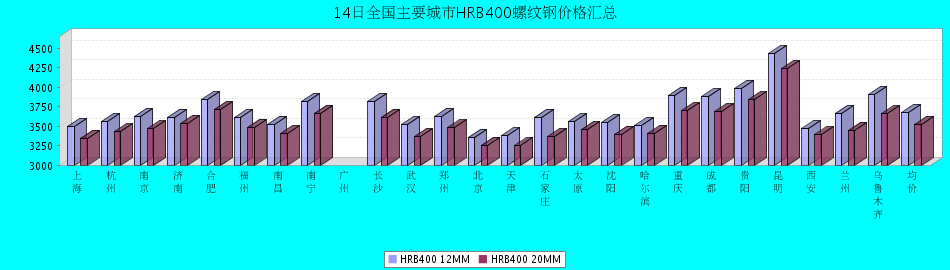 14日全国主要城市HRB400螺纹钢价格汇总
4500
4250
4000
3750
3500
3250
3000
上海 杭州 南京 济南 合肥 福州 南昌 南宁 广州 长沙 武汉 郑州 北京 天津 石家庄 太原 沈阳 哈尔滨 重庆 成都 贵阳 昆明 西安 兰州 乌鲁木齐 均价
HRB400 12MM HRB400 20MM